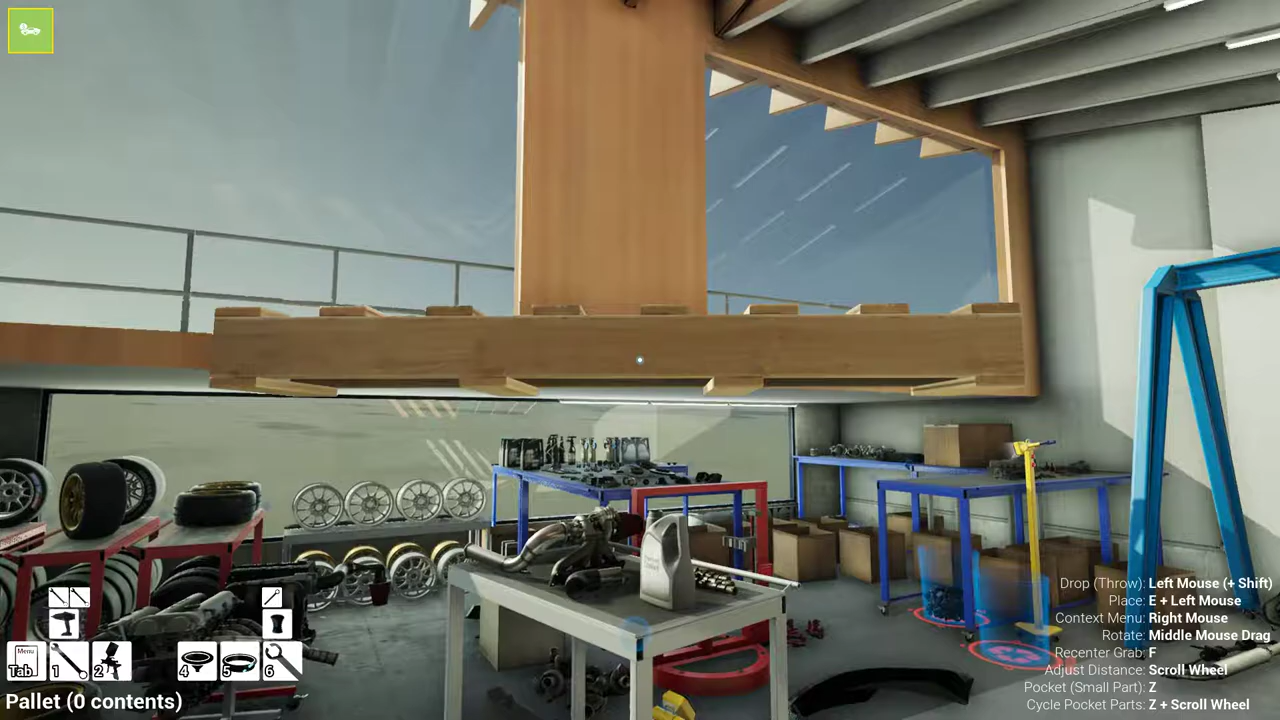 Drop (Throw): Left Mouse (+ Shift)
Place: E + Left Mouse
Context Menu: Right Mouse
Rotate: Middle Mouse Drag
Recenter Grab: F
Adjust Distance: Scroll Wheel
Pocket (Small Part): Z
Cycle Pocket Parts: Z + Scroll Wheel
Menu
Tab 1 2 4 5 6
Pallet (0 contents)